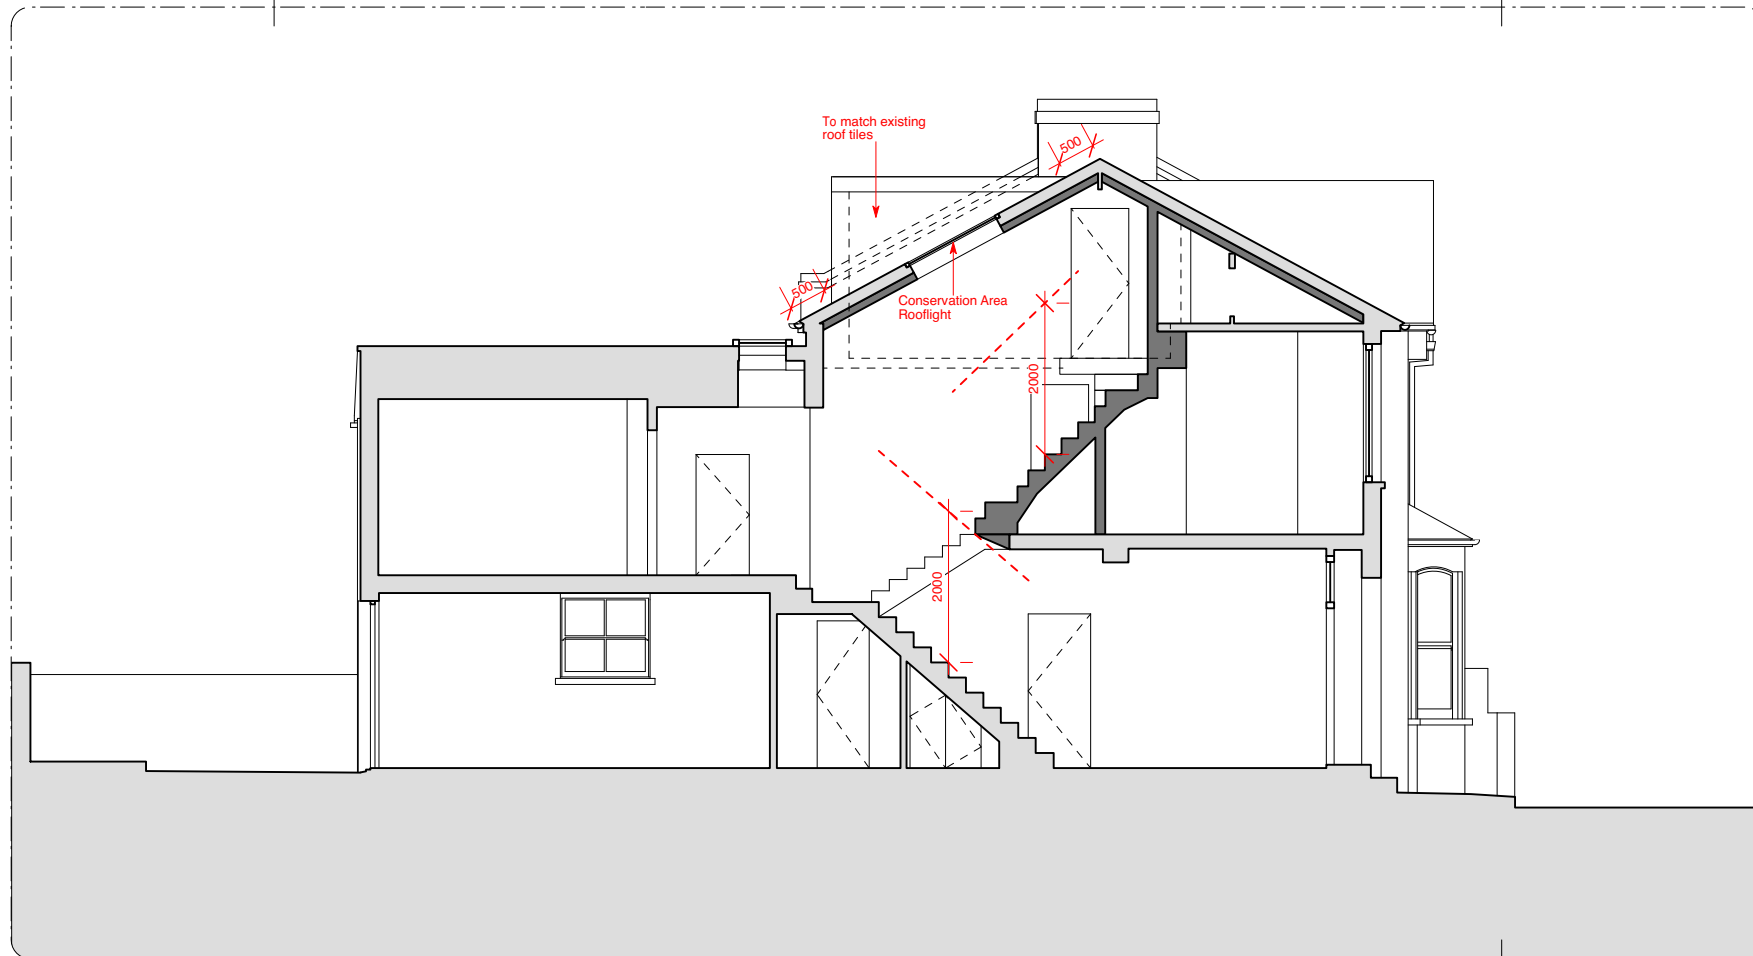 To match existing
roof tiles
500
500
Conservation Area
Rooflight
2000
2000